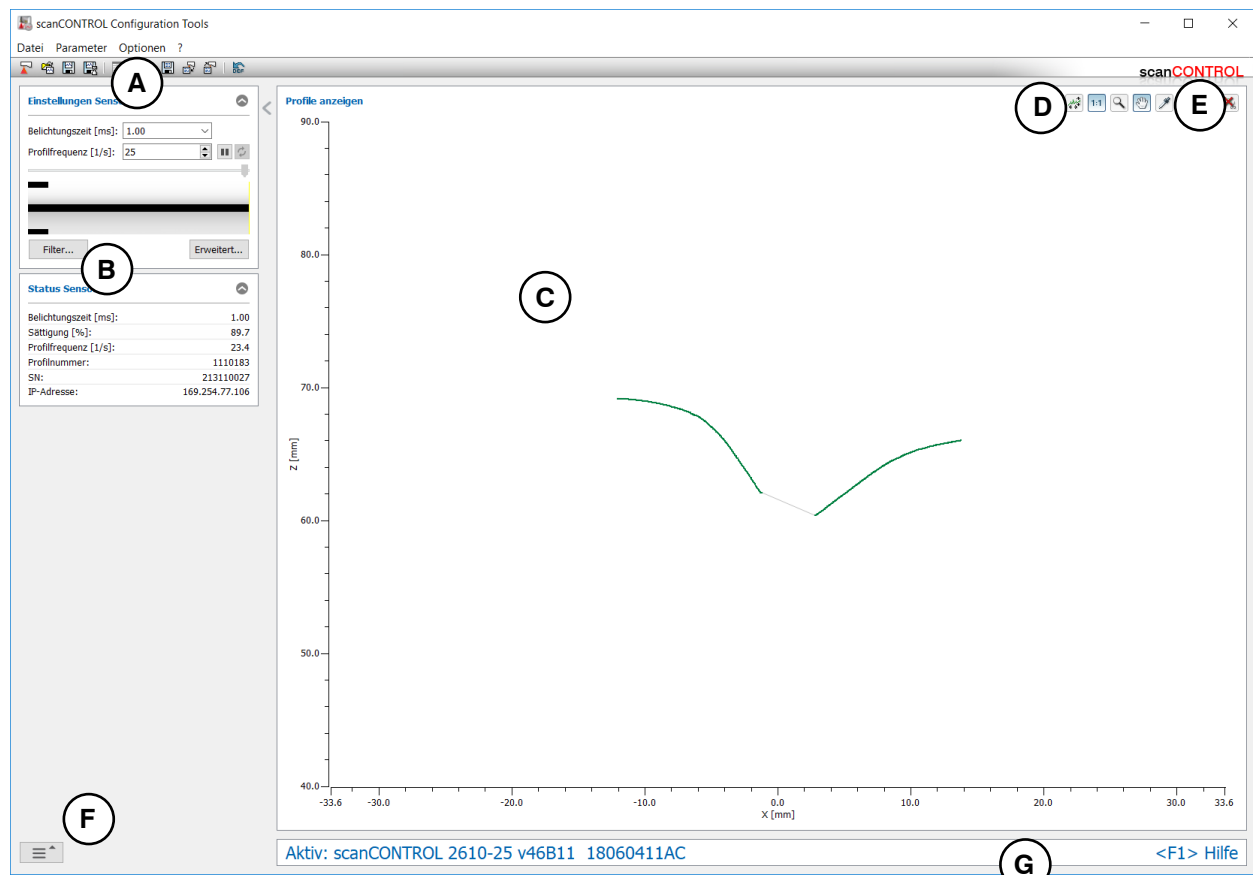 scanCONTROL Configuration Tools
Datei Parameter Optionen ?
scanCONTROL
A
Einstellungen Senso
Belichtungszeit [ms]: 1.00
Profilfrequenz [1/s]: 25
Filter... Erweitert...
B
Status Senso
Belichtungszeit [ms]: 1.00
Sättigung [%]: 89.7
Profilfrequenz [1/s]: 23.4
Profilnummer: 1110183
SN: 213110027
IP-Adresse: 169.254.77.106
Profile anzeigen
D
1:1
E
C
90.0
80.0
70.0
Z [mm]
60.0
50.0
40.0
-33.6 -30.0 -20.0 -10.0 0.0 10.0 20.0 30.0 33.6
X [mm]
F
Aktiv: scanCONTROL 2610-25 v46B11 18060411AC <F1> Hilfe
G